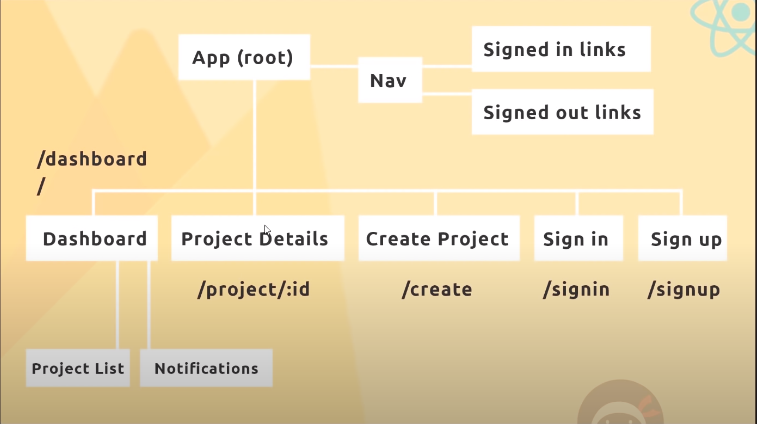 App (root)
Nav
Signed in links
Signed out links
/dashboard
/
Dashboard
Project Details
Create Project
Sign in
Sign up
/project/:id
/create
/signin
/signup
Project List
Notifications